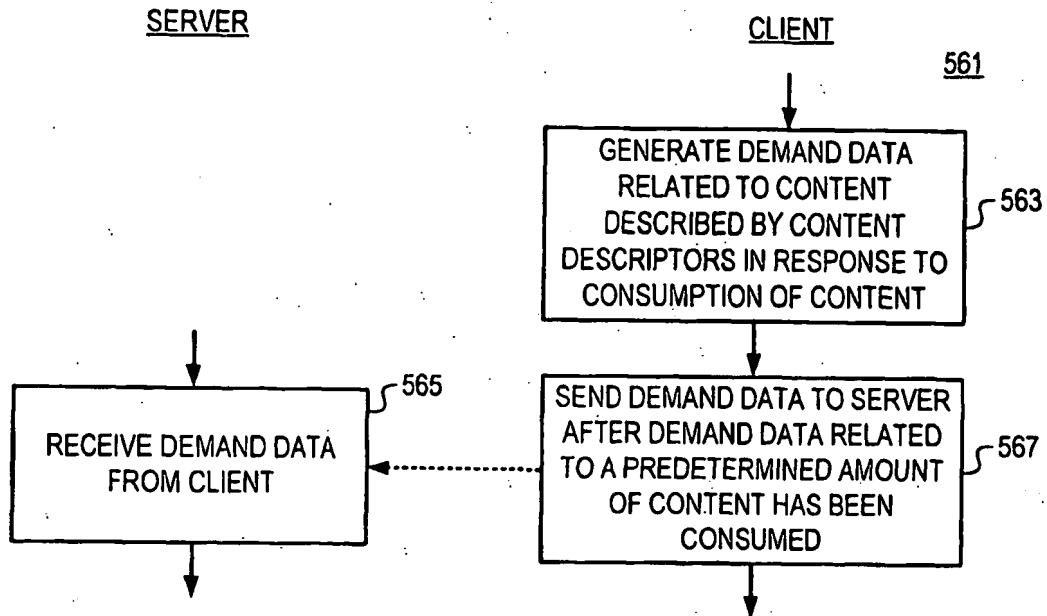 SERVER
CLIENT
561
GENERATE DEMAND DATA
RELATED TO CONTENT
DESCRIBED BY CONTENT
DESCRIPTORS IN RESPONSE TO
CONSUMPTION OF CONTENT
563
565
RECEIVE DEMAND DATA
FROM CLIENT
SEND DEMAND DATA TO SERVER
AFTER DEMAND DATA RELATED
TO A PREDETERMINED AMOUNT
OF CONTENT HAS BEEN
CONSUMED
567